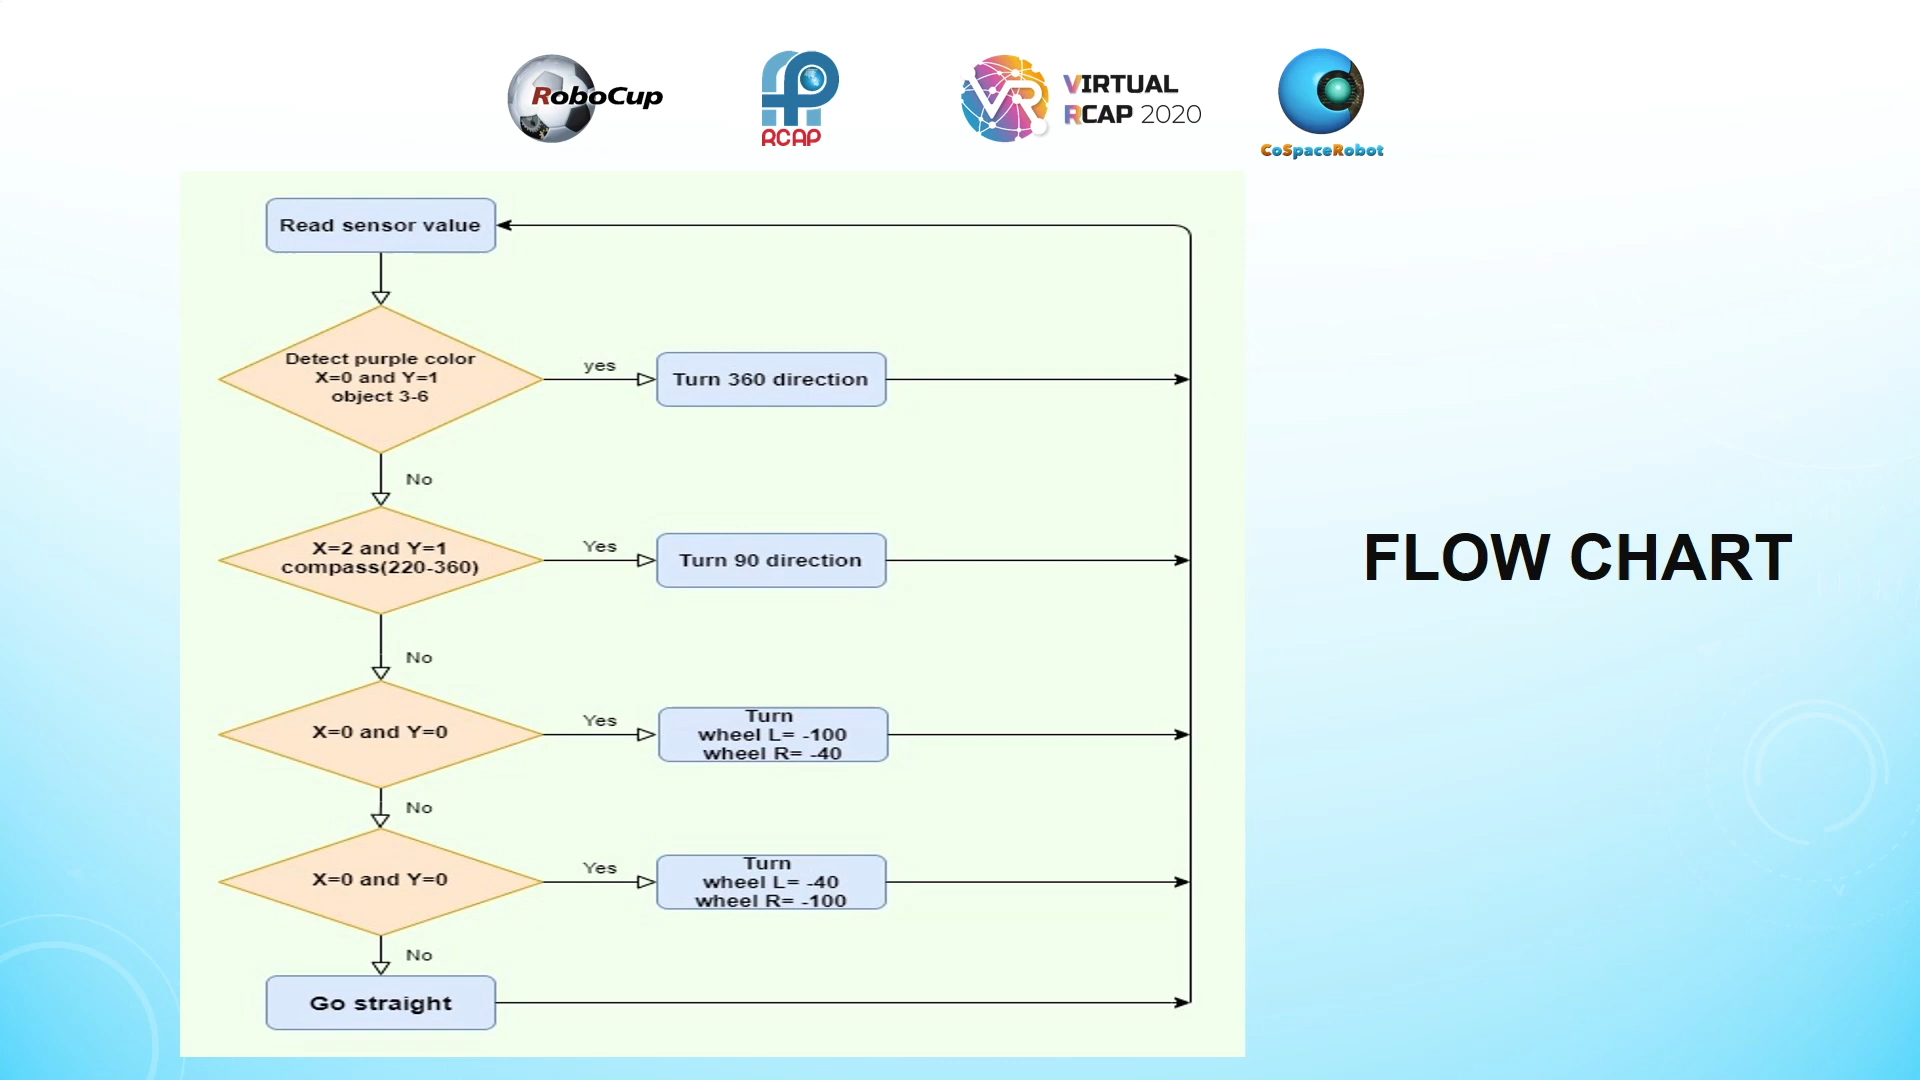 RoboCup
RCAP
VR
VIRTUAL
RCAP 2020
CoSpaceRobot
Read sensor value
Detect purple color
X=0 and Y=1
object 3-6
yes
Turn 360 direction
No
X=2 and Y=1
compass(220-360)
Yes
Turn 90 direction
No
X=0 and Y=0
Yes
Turn
wheel L= -100
wheel R= -40
No
X=0 and Y=0
Yes
Turn
wheel L= -40
wheel R= -100
No
Go straight
FLOW CHART